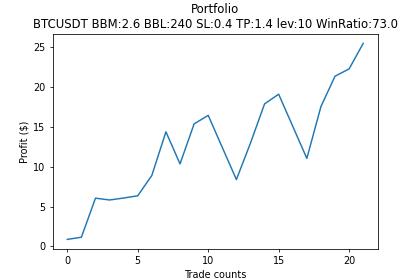 Portfolio
BTCUSDT BBM:2.6 BBL:240 SL:0.4 TP:1.4 lev:10 WinRatio:73.0
25
20
15
10
5
0
Profit ($)
0 5 10 15 20
Trade counts